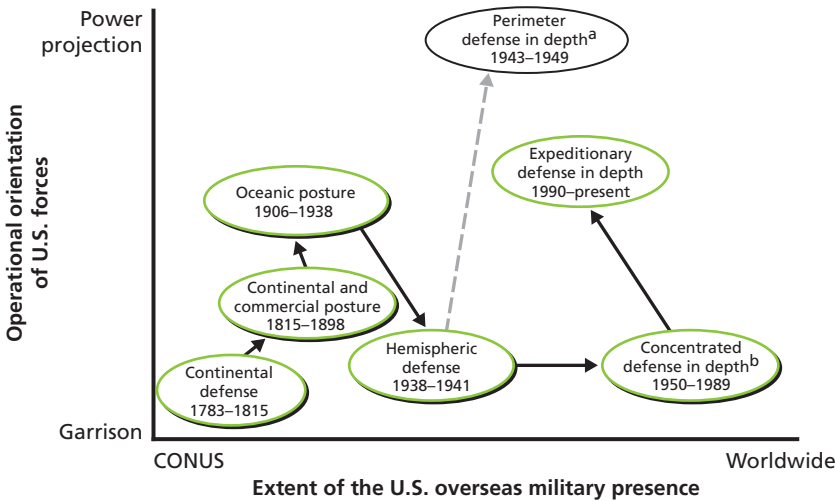 Power
projection
Perimeter
defense in deptha
1943–1949
Expeditionary
defense in depth
1990–present
Oceanic posture
1906–1938
Operational orientation
of U.S. forces
Continental and
commercial posture
1815–1898
Hemispheric
defense
1938–1941
Concentrated
defense in depthb
1950–1989
Continental
defense
1783–1815
Garrison
CONUS
Worldwide
Extent of the U.S. overseas military presence